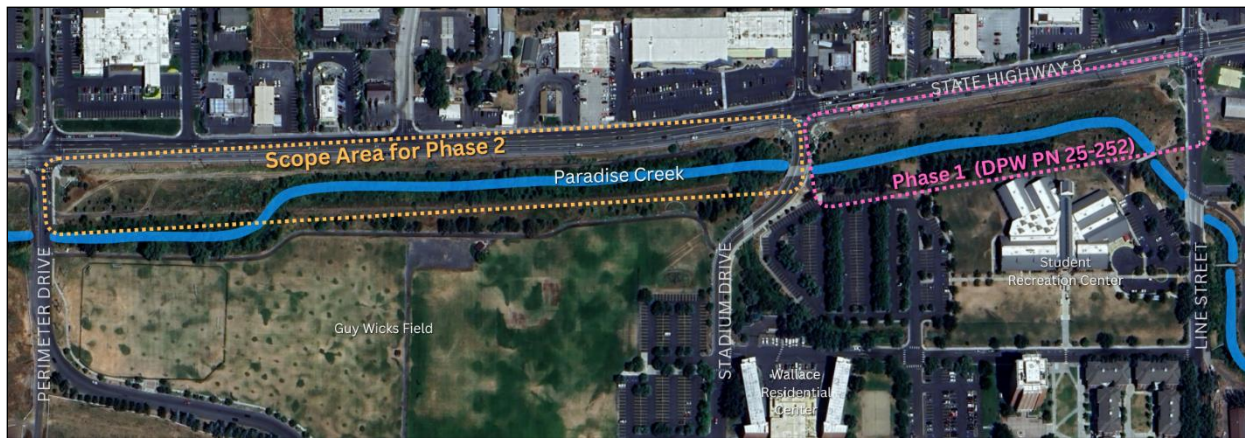 STATE HIGHWAY 8
Scope Area for Phase 2
Phase 1 (DPW PN 25-252)
Paradise Creek
PERIMETER DRIVE
STADIUM DRIVE
LINE STREET
Student
Recreation Center
Guy Wicks Field
Wallace
Residential
Center